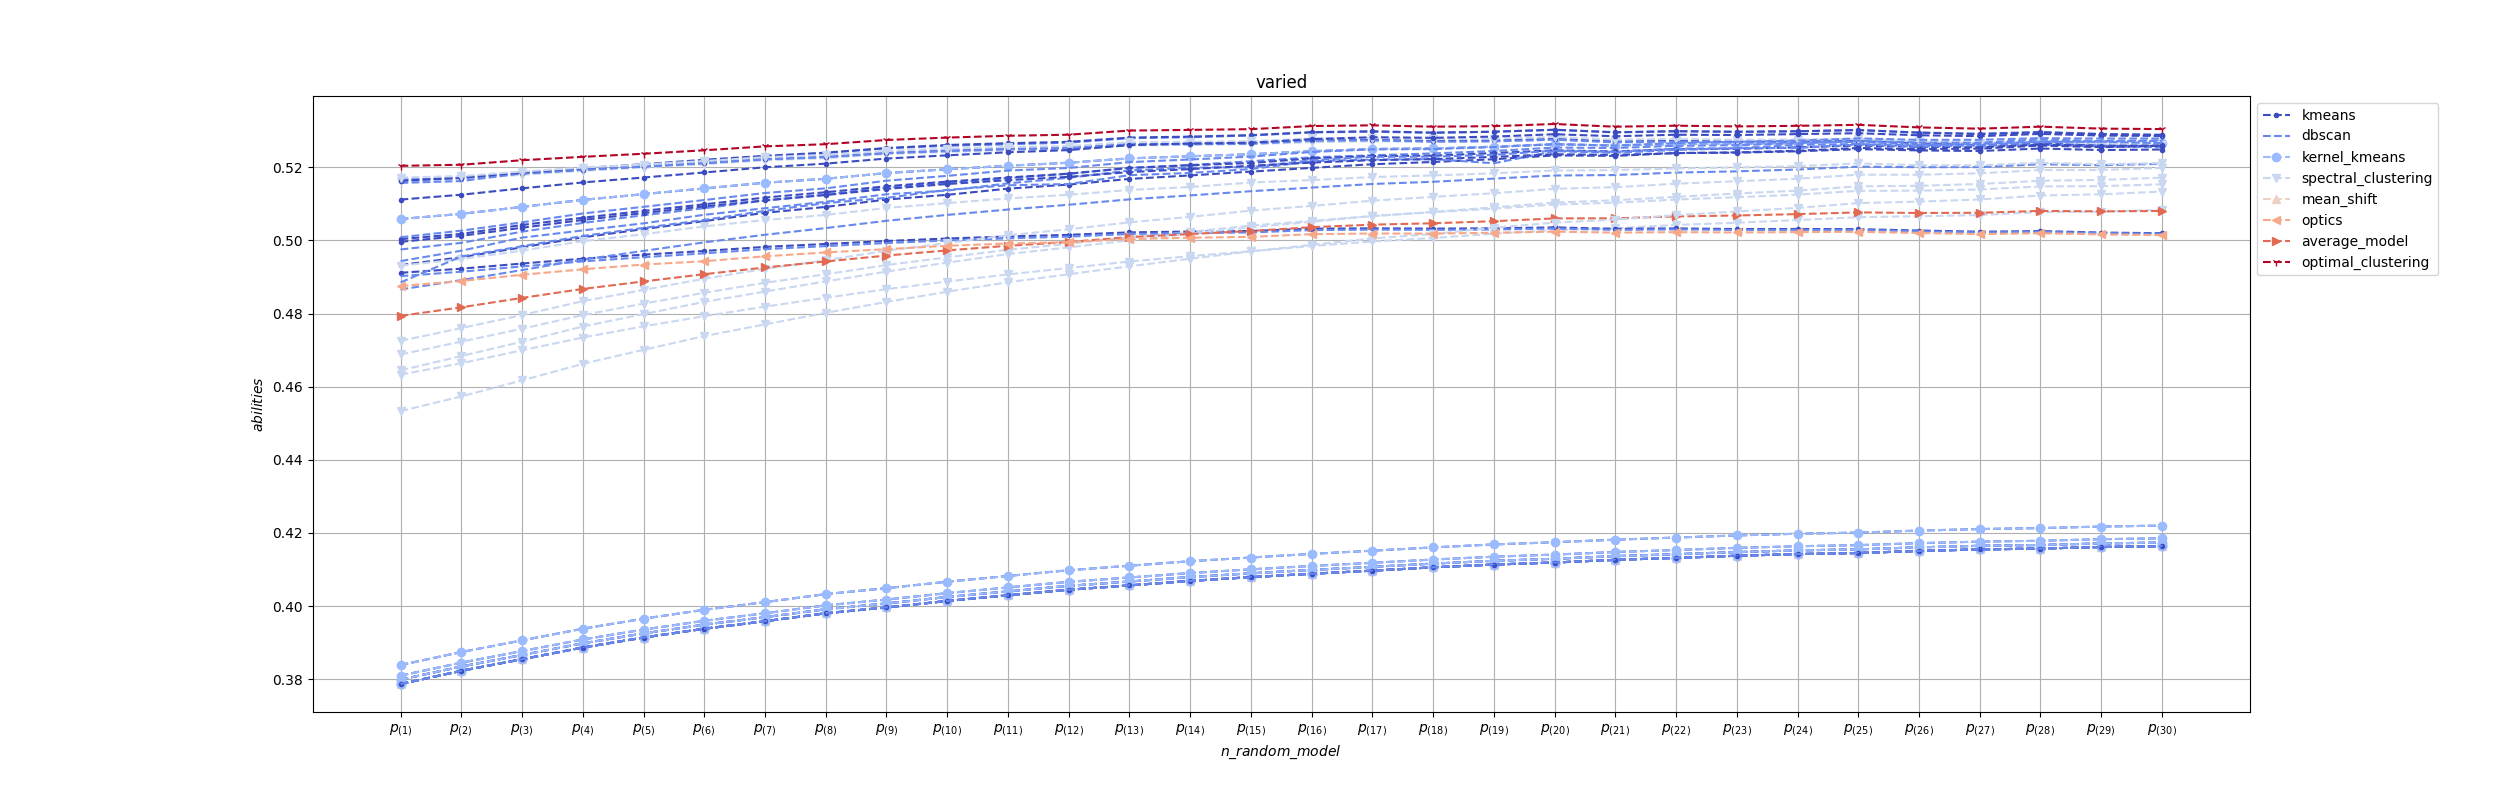 varied
abilities
0.52
0.50
0.48
0.46
0.44
0.42
0.40
0.38
p(1) p(2) p(3) p(4) p(5) p(6) p(7) p(8) p(9) p(10) p(11) p(12) p(13) p(14) p(15) p(16) p(17) p(18) p(19) p(20) p(21) p(22) p(23) p(24) p(25) p(26) p(27) p(28) p(29) p(30)
n_random_model
kmeans
dbscan
kernel_kmeans
spectral_clustering
mean_shift
optics
average_model
optimal_clustering